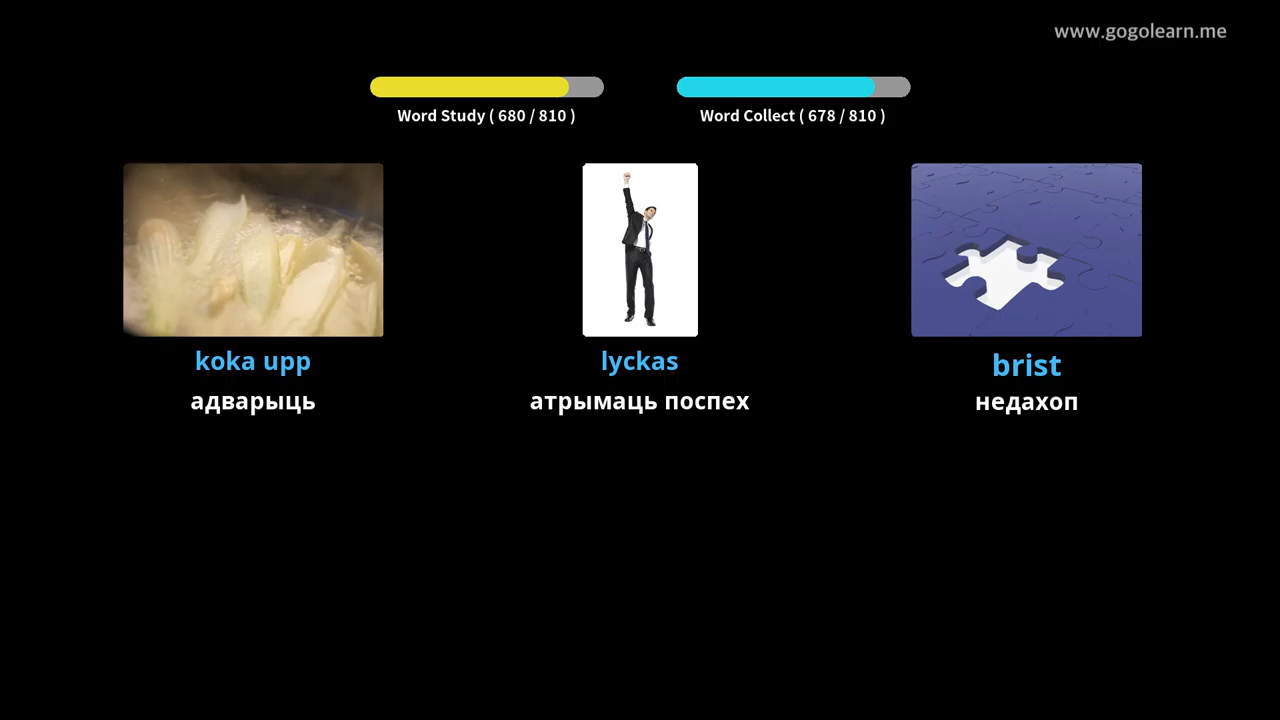 www.gogolearn.me
Word Study ( 680 / 810 )
Word Collect ( 678 / 810 )
koka upp
адварыць
lyckas
атрымаць поспех
brist
недахоп